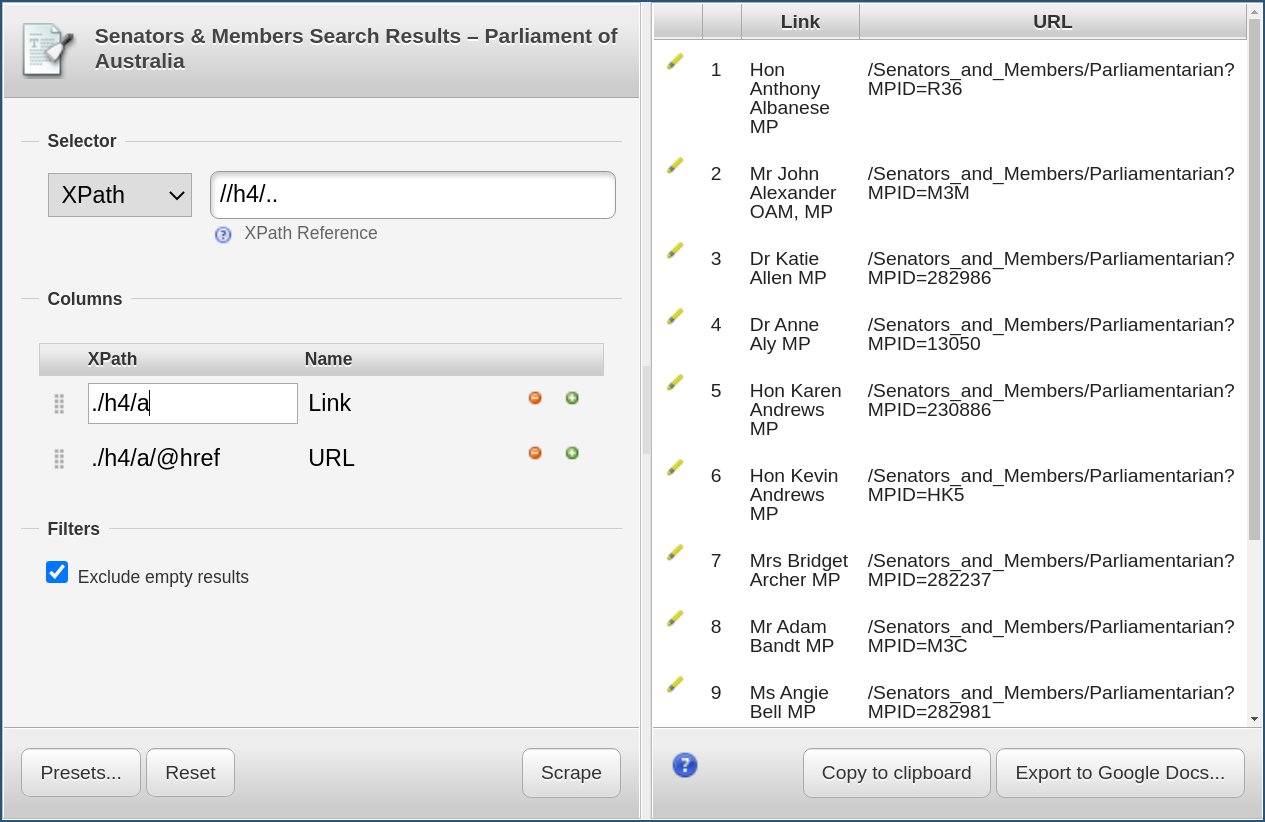 Senators & Members Search Results – Parliament of
Australia
Selector
XPath
//h4/..
? XPath Reference
Columns
XPath Name
./h4/a Link
./h4/a/@href URL
Filters
Exclude empty results
Presets...
Reset
Scrape
Link URL
1 Hon /Senators_and_Members/Parliamentarian?
Anthony MPID=R36
Albanese
MP
2 Mr John /Senators_and_Members/Parliamentarian?
Alexander MPID=M3M
OAM, MP
3 Dr Katie /Senators_and_Members/Parliamentarian?
Allen MP MPID=282986
4 Dr Anne /Senators_and_Members/Parliamentarian?
Aly MP MPID=13050
5 Hon Karen /Senators_and_Members/Parliamentarian?
Andrews MPID=230886
MP
6 Hon Kevin /Senators_and_Members/Parliamentarian?
Andrews MPID=HK5
MP
7 Mrs Bridget /Senators_and_Members/Parliamentarian?
Archer MP MPID=282237
8 Mr Adam /Senators_and_Members/Parliamentarian?
Bandt MP MPID=M3C
9 Ms Angie /Senators_and_Members/Parliamentarian?
Bell MP MPID=282981
?
Copy to clipboard
Export to Google Docs...